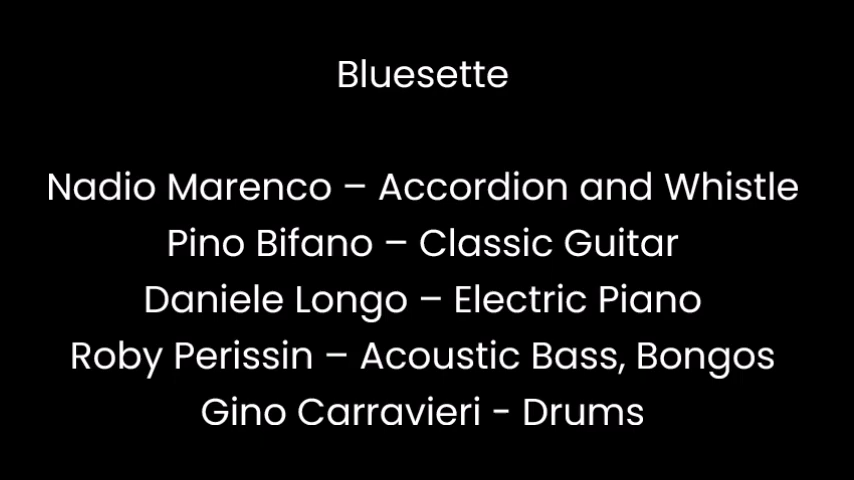 Bluesette
Nadio Marenco – Accordion and Whistle
Pino Bifano – Classic Guitar
Daniele Longo – Electric Piano
Roby Perissin – Acoustic Bass, Bongos
Gino Carravieri - Drums